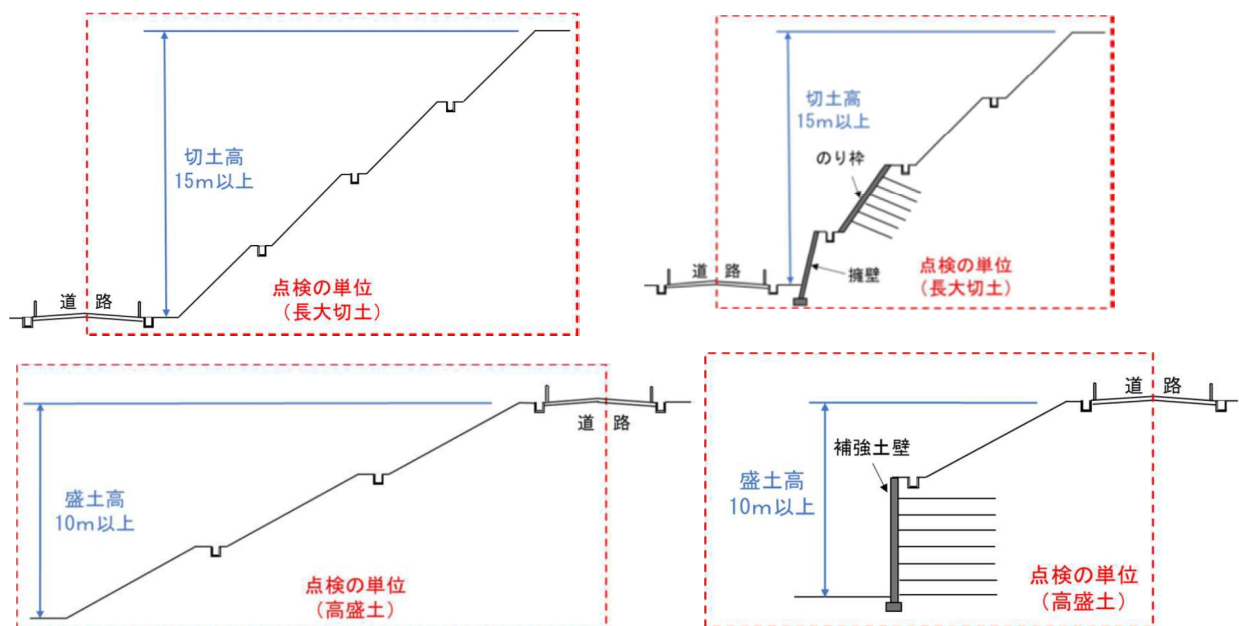 切土高
15m以上
道 路
点検の単位
（長大切土）
切土高
15m以上
のり枠
擁壁
道 路
点検の単位
（長大切土）
盛土高
10m以上
道 路
点検の単位
（高盛土）
補強土壁
盛土高
10m以上
道 路
点検の単位
（高盛土）